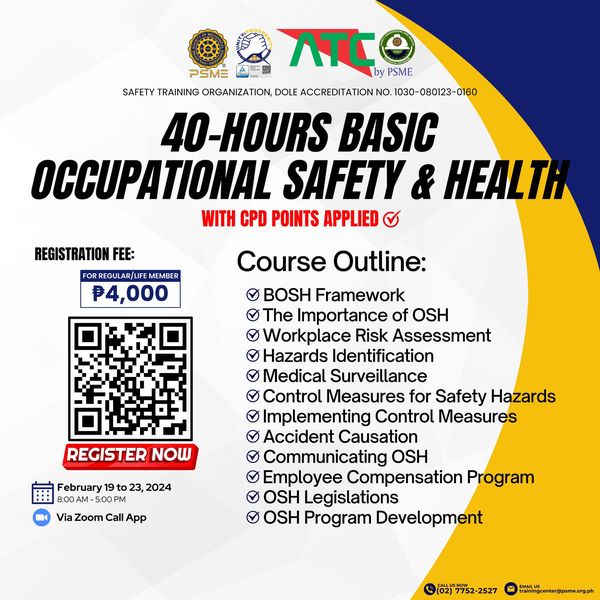 PSME
UNITY PROSPERITY
ATC
by PSME
SAFETY TRAINING ORGANIZATION, DOLE ACCREDITATION NO. 1030-080123-0160
40-HOURS BASIC
OCCUPATIONAL SAFETY & HEALTH
WITH CPD POINTS APPLIED
REGISTRATION FEE:
FOR REGULAR/LIFE MEMBER
₱4,000
REGISTER NOW
February 19 to 23, 2024
8:00 AM - 5:00 PM
Via Zoom Call App
Course Outline:
BOSH Framework
The Importance of OSH
Workplace Risk Assessment
Hazards Identification
Medical Surveillance
Control Measures for Safety Hazards
Implementing Control Measures
Accident Causation
Communicating OSH
Employee Compensation Program
OSH Legislations
OSH Program Development
CALL US NOW
(02) 7752-2527
EMAIL US
trainingcenter@psme.org.ph